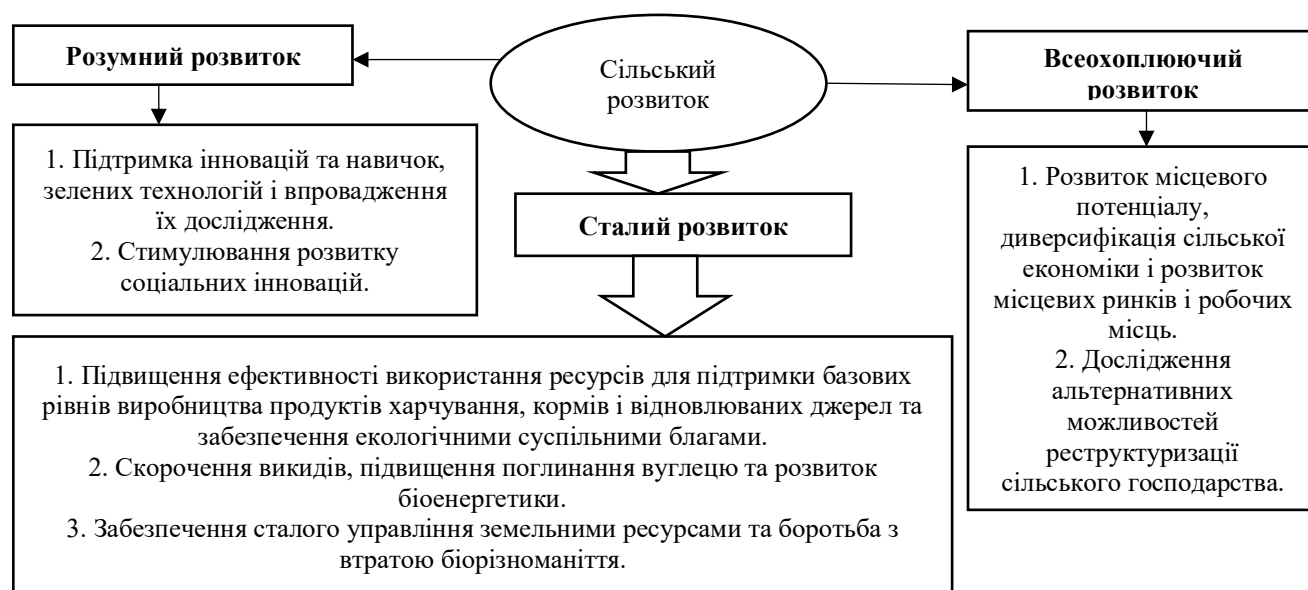 Розумний розвиток
Сільський
розвиток
Всеохоплюючий
розвиток
1. Підтримка інновацій та навичок,
зелених технологій і впровадження
їх дослідження.
2. Стимулювання розвитку
соціальних інновацій.
Сталий розвиток
1. Розвиток місцевого
потенціалу,
диверсифікація сільської
економіки і розвиток
місцевих ринків і робочих
місць.
2. Дослідження
альтернативних
можливостей
реструктуризації
сільського господарства.
1. Підвищення ефективності використання ресурсів для підтримки базових
рівнів виробництва продуктів харчування, кормів і відновлюваних джерел та
забезпечення екологічними суспільними благами.
2. Скорочення викидів, підвищення поглинання вуглецю та розвиток
біоенергетики.
3. Забезпечення сталого управління земельними ресурсами та боротьба з
втратою біорізноманіття.